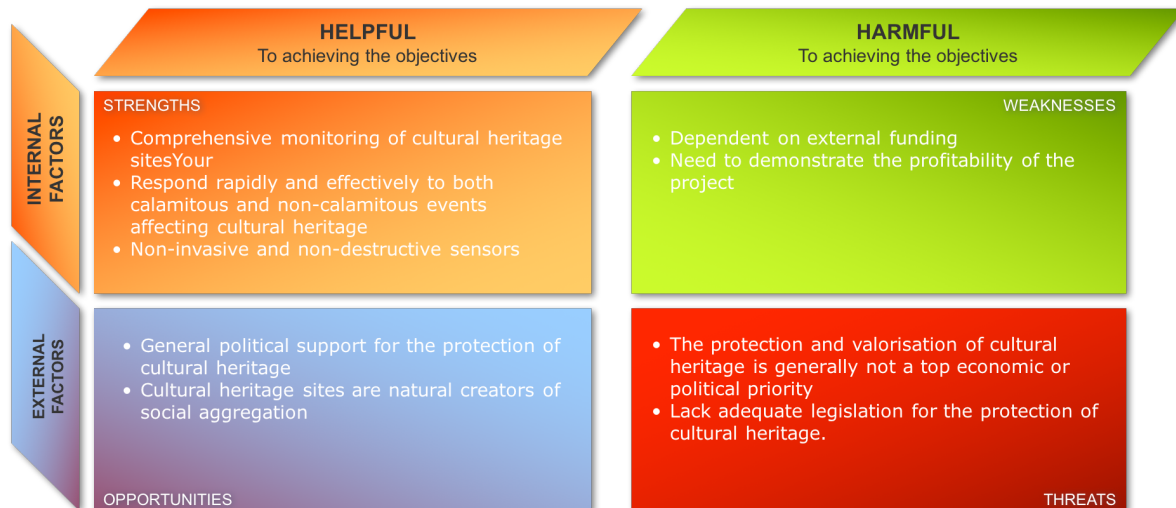 HELPFUL
To achieving the objectives
HARMFUL
To achieving the objectives
INTERNAL
FACTORS
STRENGTHS
• Comprehensive monitoring of cultural heritage
sitesYour
• Respond rapidly and effectively to both
calamitous and non-calamitous events
affecting cultural heritage
• Non-invasive and non-destructive sensors
WEAKNESSES
• Dependent on external funding
• Need to demonstrate the profitability of the
project
EXTERNAL
FACTORS
• General political support for the protection of
cultural heritage
• Cultural heritage sites are natural creators of
social aggregation
OPPORTUNITIES
• The protection and valorisation of cultural
heritage is generally not a top economic or
political priority
• Lack adequate legislation for the protection of
cultural heritage.
THREATS